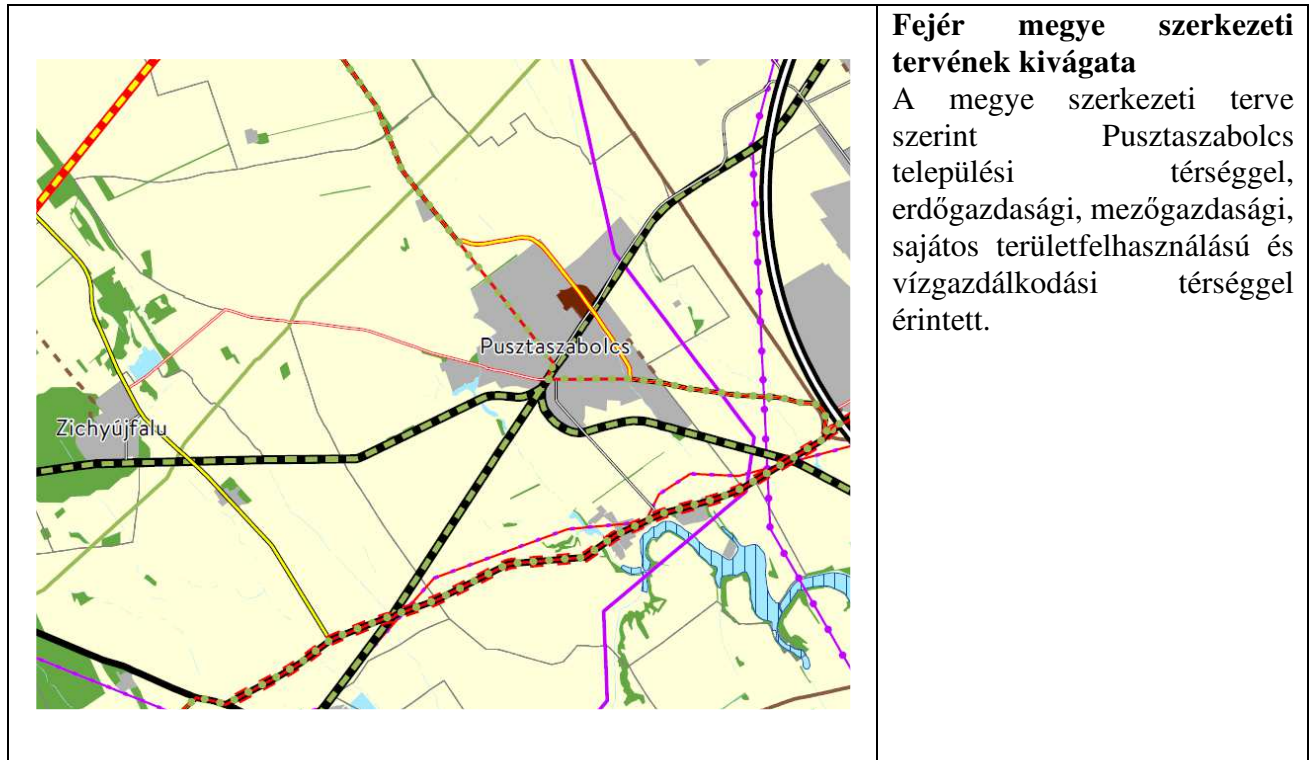 Fejér megye szerkezeti
tervének kivágata
A megye szerkezeti terve
szerint Pusztaszabolcs
települési térséggel,
erdőgazdasági, mezőgazdasági,
sajátos területfelhasználású és
vízgazdálkodási térséggel
érintett.
Pusztaszabolcs
Zichyújfalu